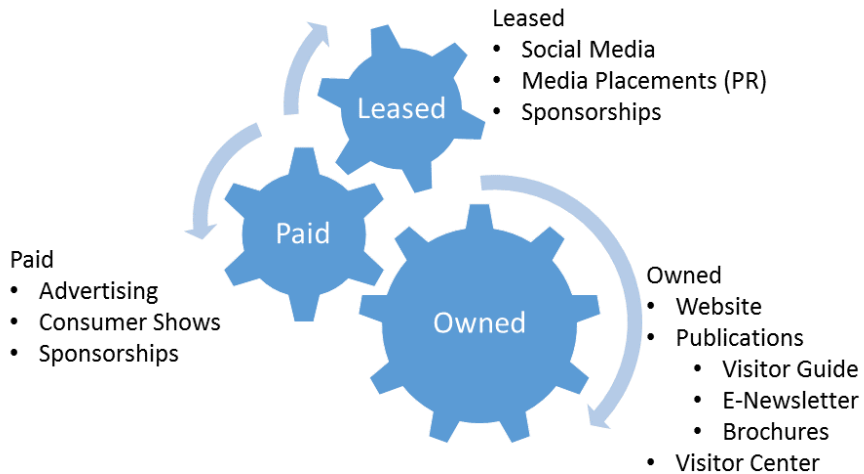 Leased
• Social Media
• Media Placements (PR)
• Sponsorships
Leased
Paid
Paid
• Advertising
• Consumer Shows
• Sponsorships
Owned
Owned
• Website
• Publications
• Visitor Guide
• E-Newsletter
• Brochures
• Visitor Center